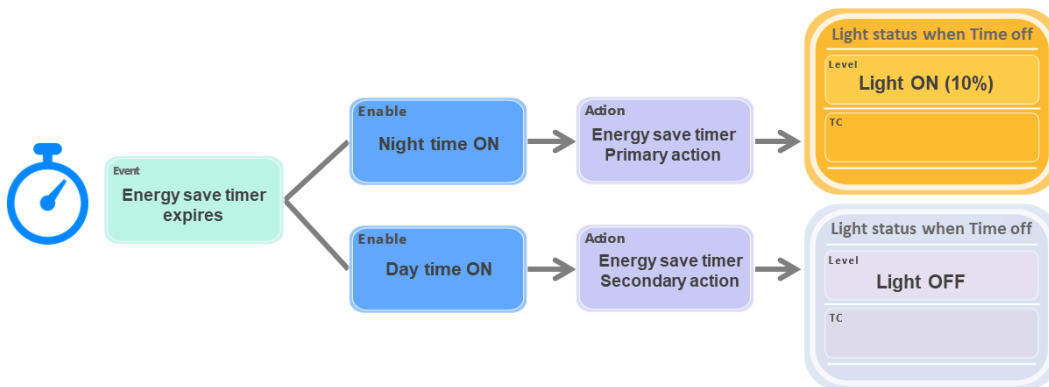 Light status when Time off
Level
Light ON (10%)
TC
Enable
Night time ON
Action
Energy save timer
Primary action
Event
Energy save timer
expires
Enable
Day time ON
Action
Energy save timer
Secondary action
Light status when Time off
Level
Light OFF
TC